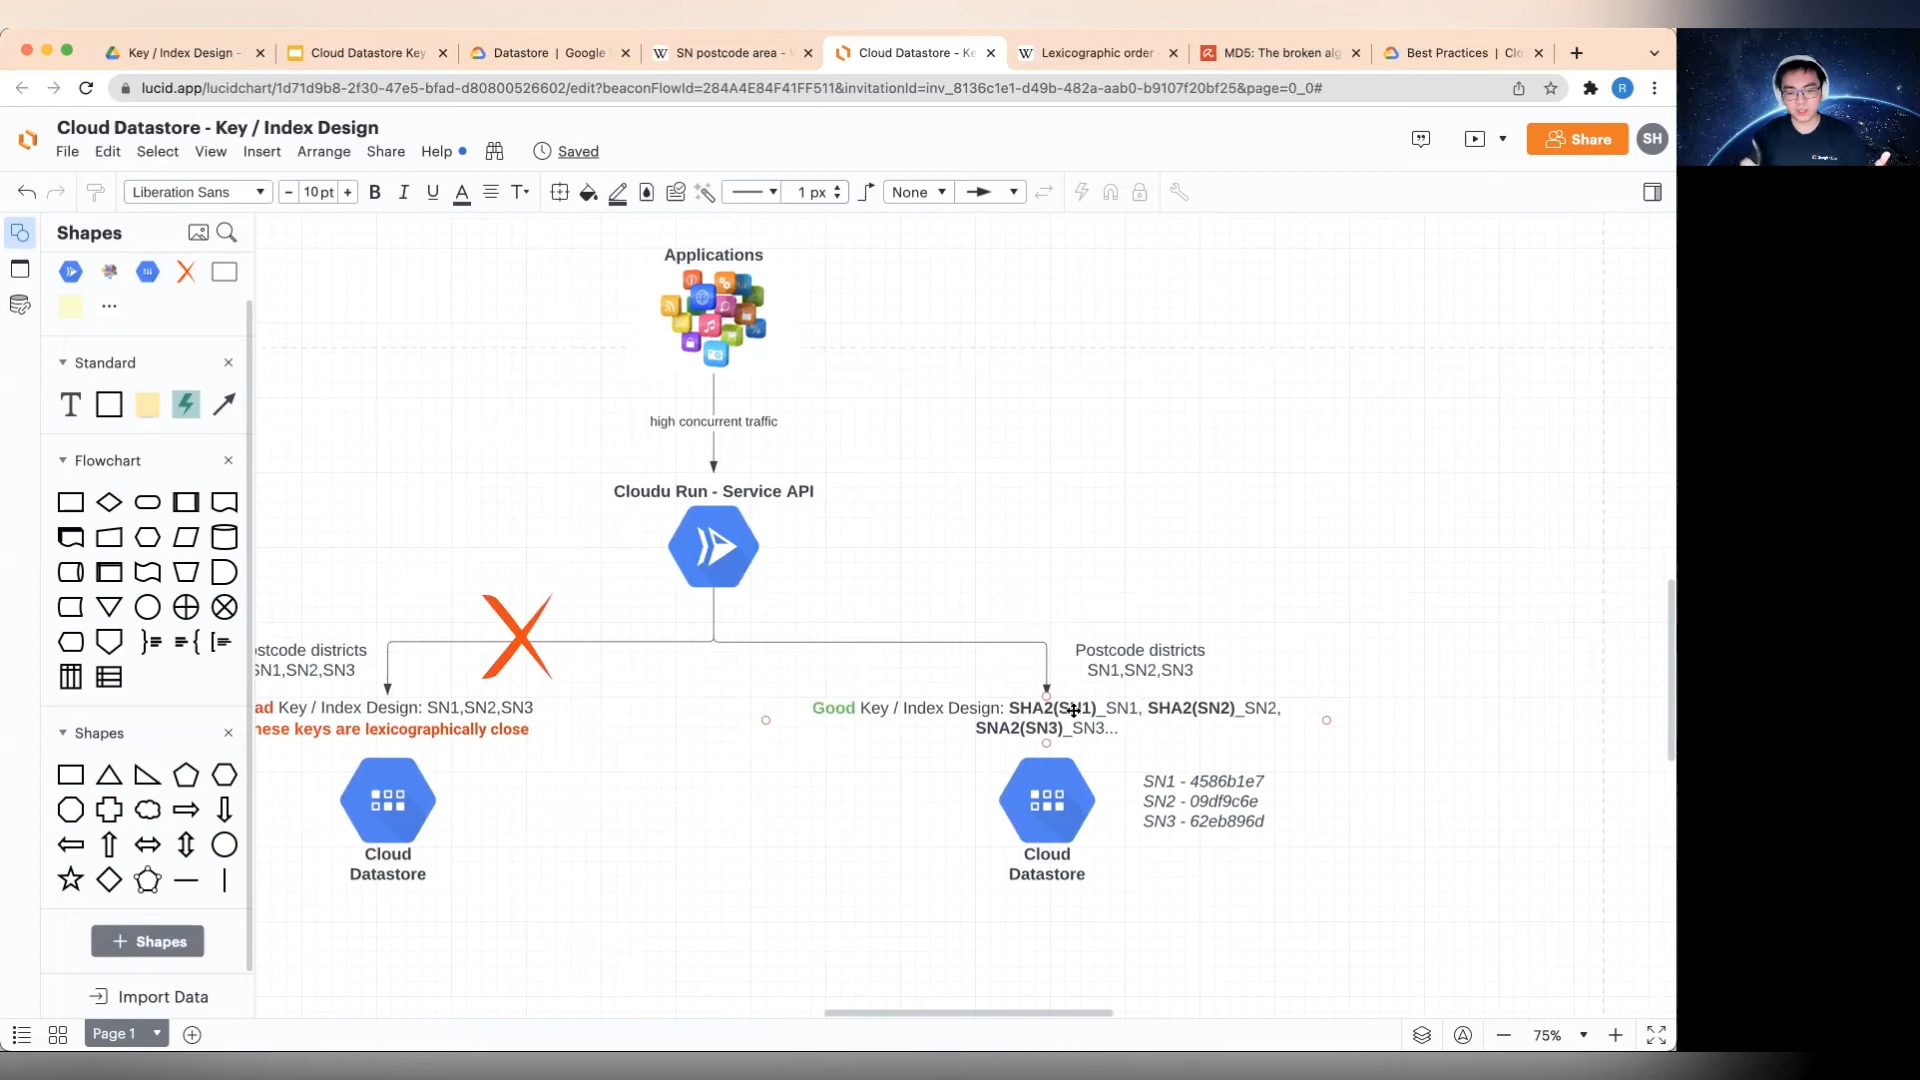 Key / Index Design -
Cloud Datastore Key
Datastore | Google
SN postcode area -
Cloud Datastore - Ke
Lexicographic order
MD5: The broken alg
Best Practices | Clo
lucid.app/lucidchart/1d71d9b8-2f30-47e5-bfad-d80800526602/edit?beaconFlowId=284A4E84F41FF511&invitationId=inv_8136c1e1-d49b-482a-aab0-b9107f20bf25&page=0_0#
R
Cloud Datastore - Key / Index Design
File Edit Select View Insert Arrange Share Help Saved
Share
SH
Liberation Sans
10 pt
B I U A T
1 px
None
Shapes
Standard
T
Flowchart
Shapes
+ Shapes
Import Data
Applications
high concurrent traffic
Cloudu Run - Service API
X
ostcode districts
SN1,SN2,SN3
ad Key / Index Design: SN1,SN2,SN3
hese keys are lexicographically close
Cloud
Datastore
Postcode districts
SN1,SN2,SN3
Good Key / Index Design: SHA2(SN1)_SN1, SHA2(SN2)_SN2,
SNA2(SN3)_SN3...
SN1 - 4586b1e7
SN2 - 09df9c6e
SN3 - 62eb896d
Cloud
Datastore
Page 1
75%